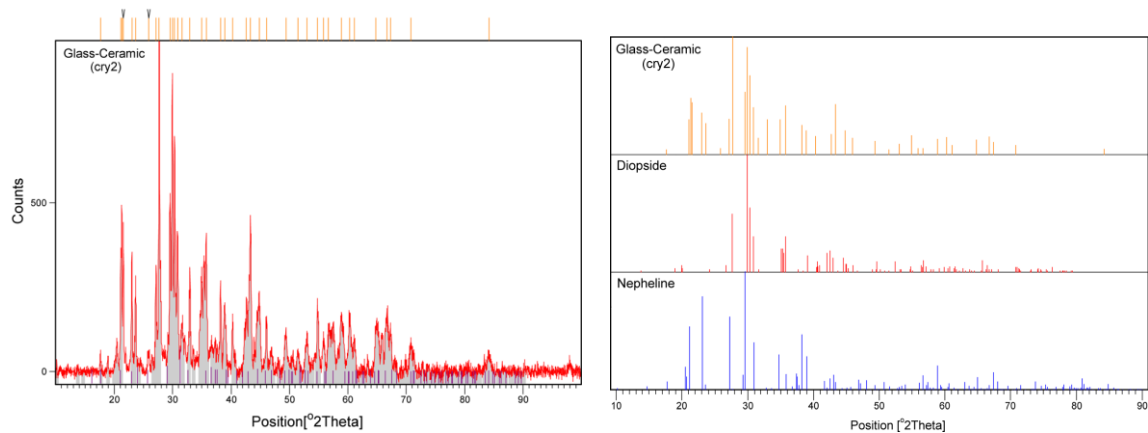 Glass-Ceramic
(cry2)
500
0
Counts
20
30
40
50
60
70
80
90
Position[°2Theta]
Glass-Ceramic
(cry2)
Diopside
Nepheline
10
20
30
40
50
60
70
80
90
Position [°2Theta]